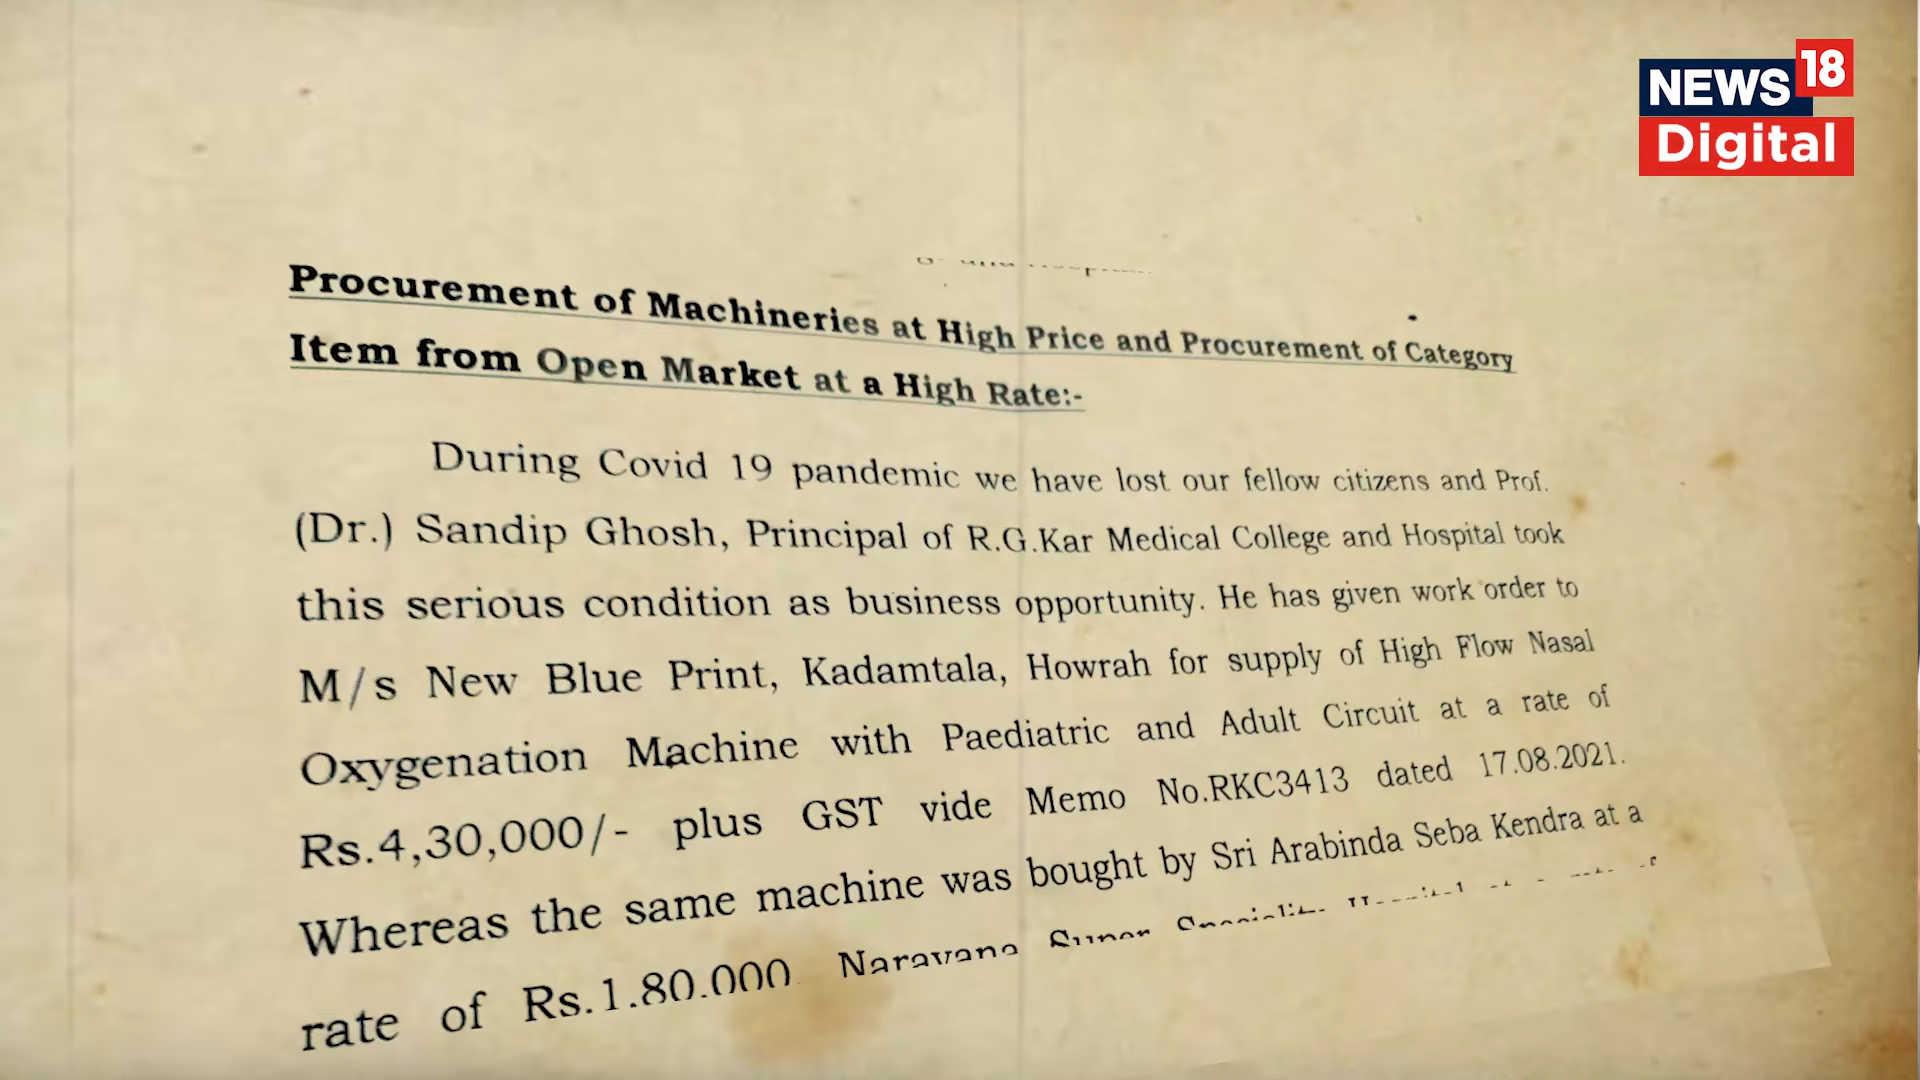 NEWS 18
Digital
Procurement of Machineries at High Price and Procurement of Category
Item from Open Market at a High Rate:-
During Covid 19 pandemic we have lost our fellow citizens and Prof.
(Dr.) Sandip Ghosh, Principal of R.G.Kar Medical College and Hospital took
this serious condition as business opportunity. He has given work order to
M/s New Blue Print, Kadamtala, Howrah for supply of High Flow Nasal
Oxygenation Machine with Paediatric and Adult Circuit at a rate of
Rs.4,30,000/- plus GST vide Memo No.RKC3413 dated 17.08.2021.
Whereas the same machine was bought by Sri Arabinda Seba Kendra at a
rate of Rs.1.80.000 Narayana Super Speciality